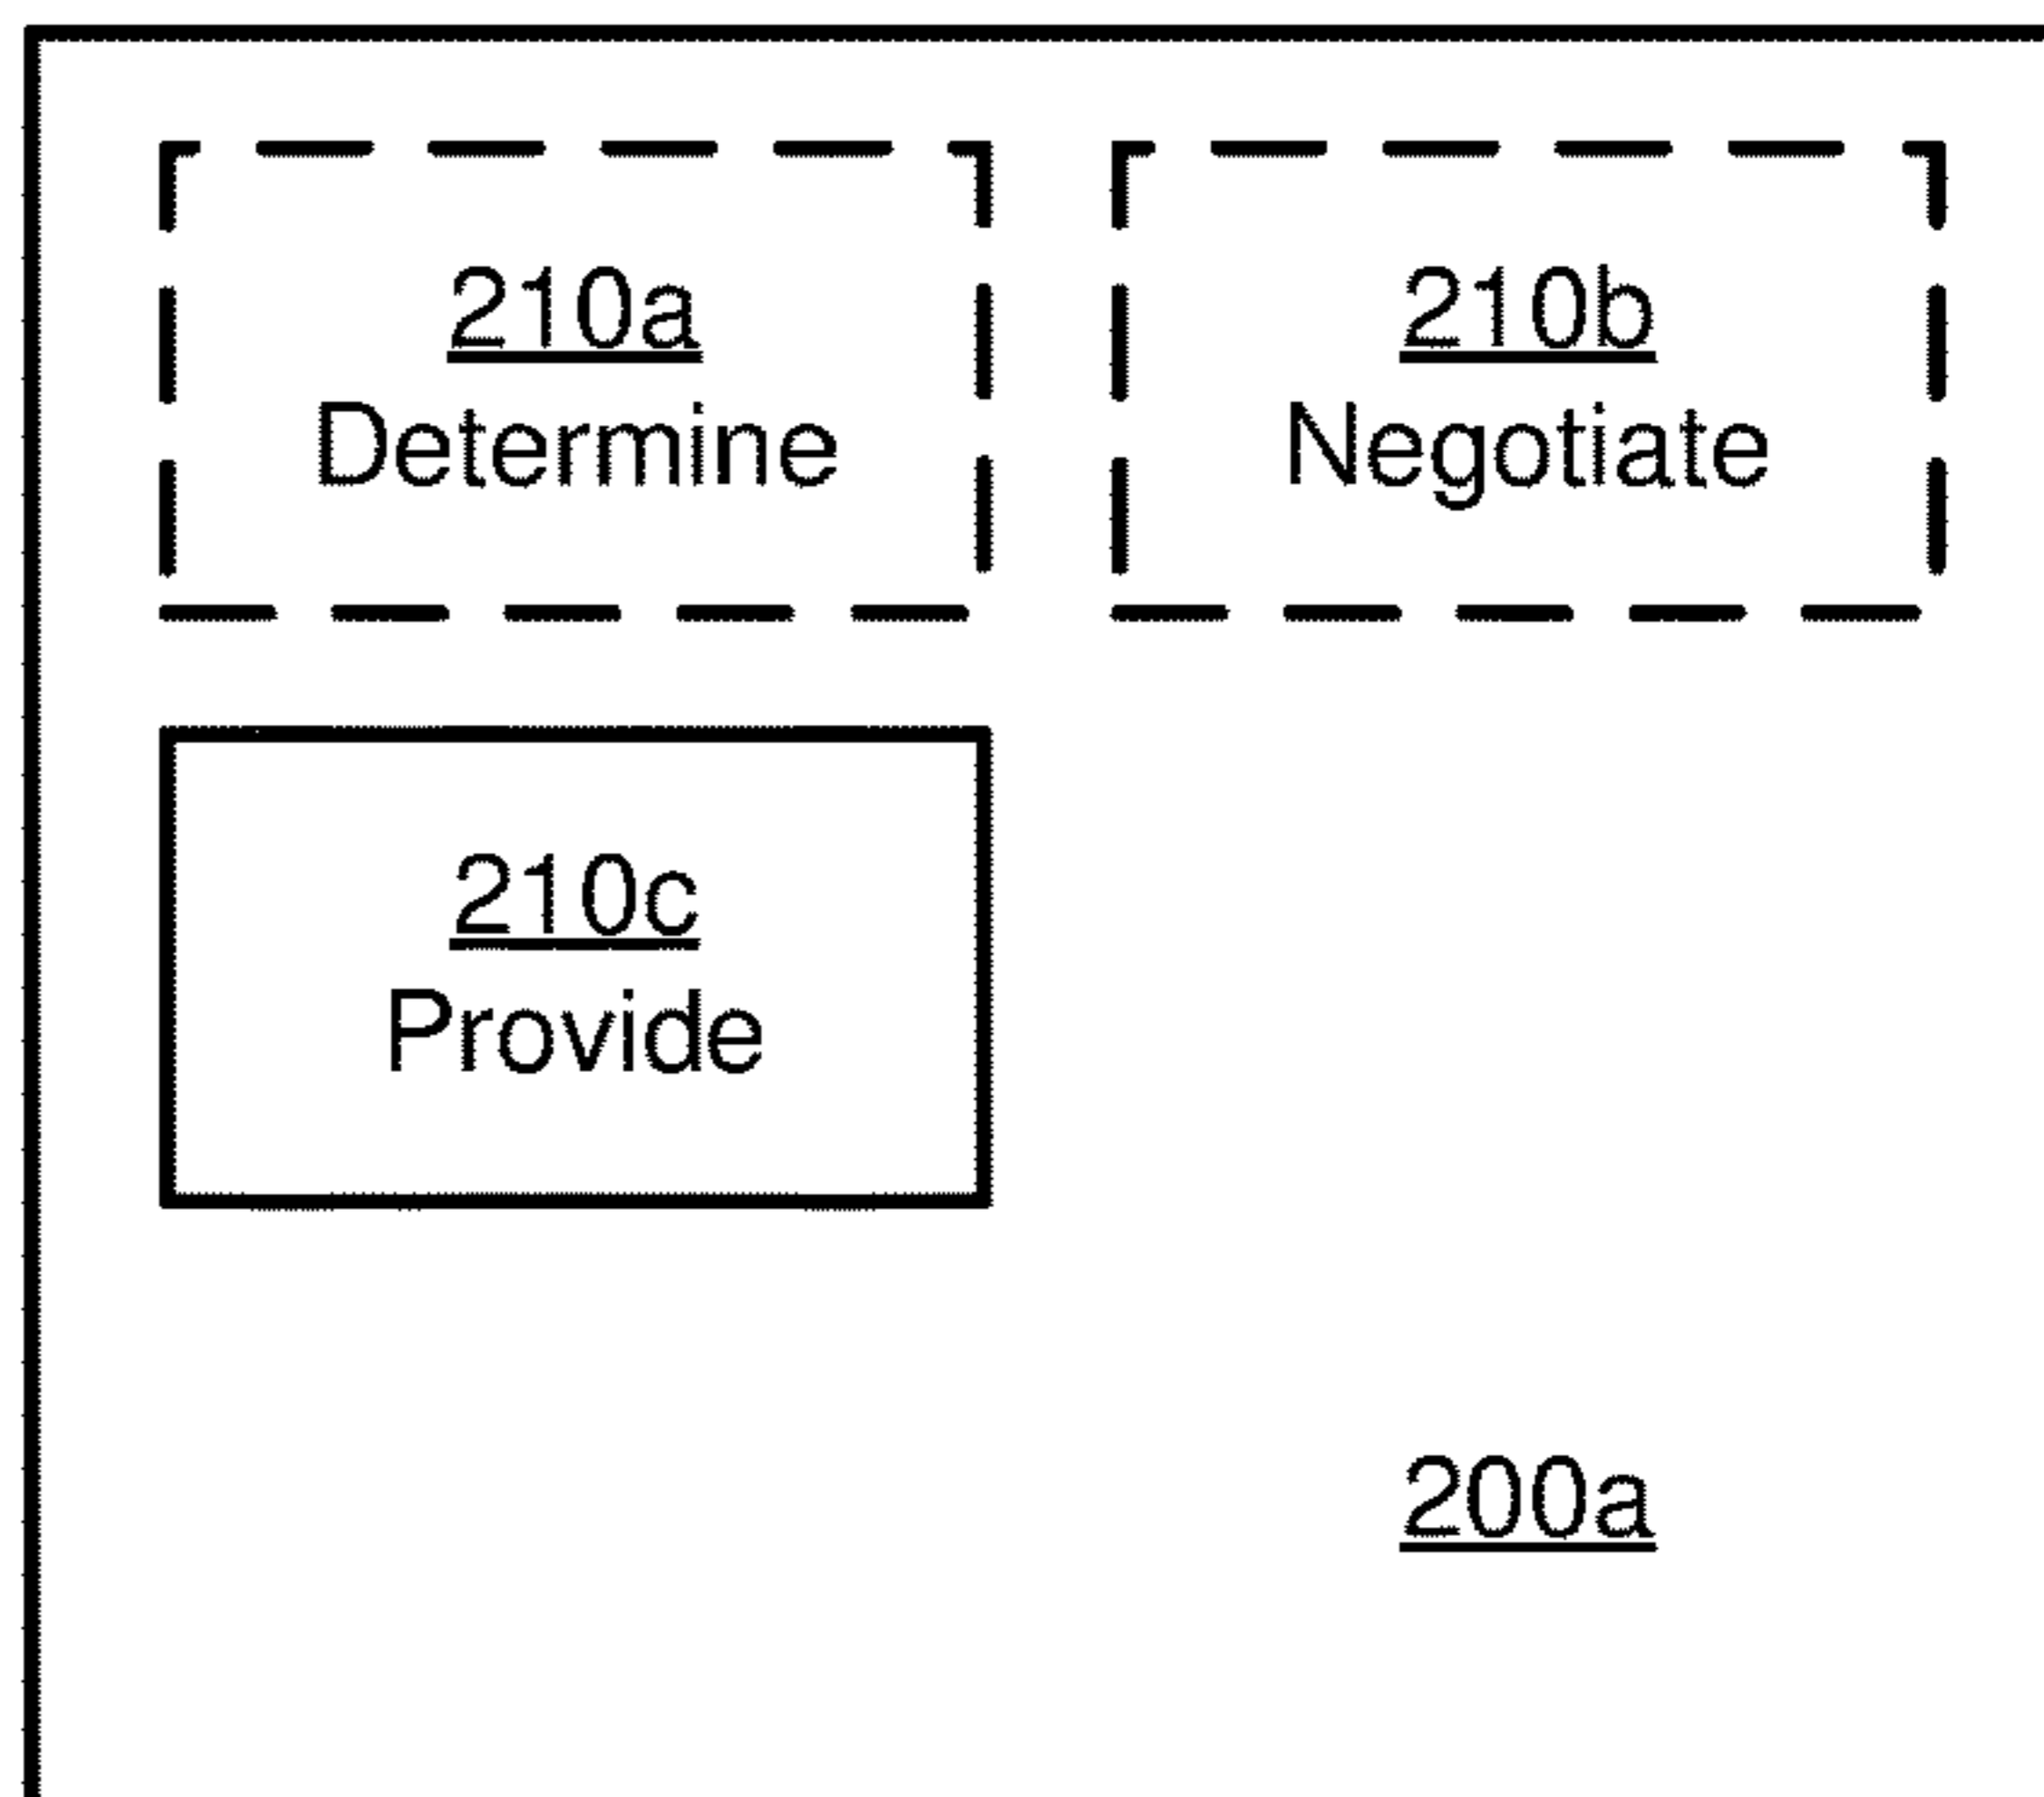 210a
Determine
210b
Negotiate
210c
Provide
200a